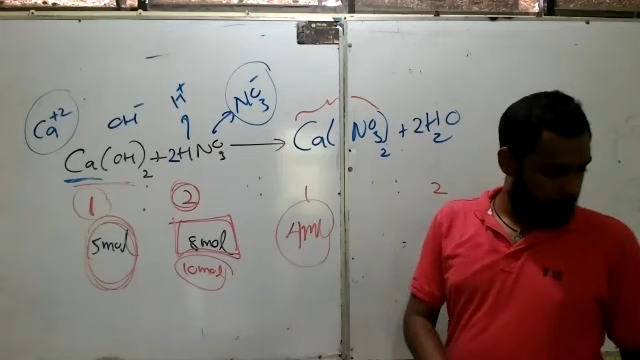 Ca⁺² OH⁻ H⁺ NO₃⁻
Ca(OH)₂ + 2HNO₃ → Ca(NO₃)₂ + 2H₂O
1 : 2 : 1 : 2
5mol 8mol 4mol
10mol